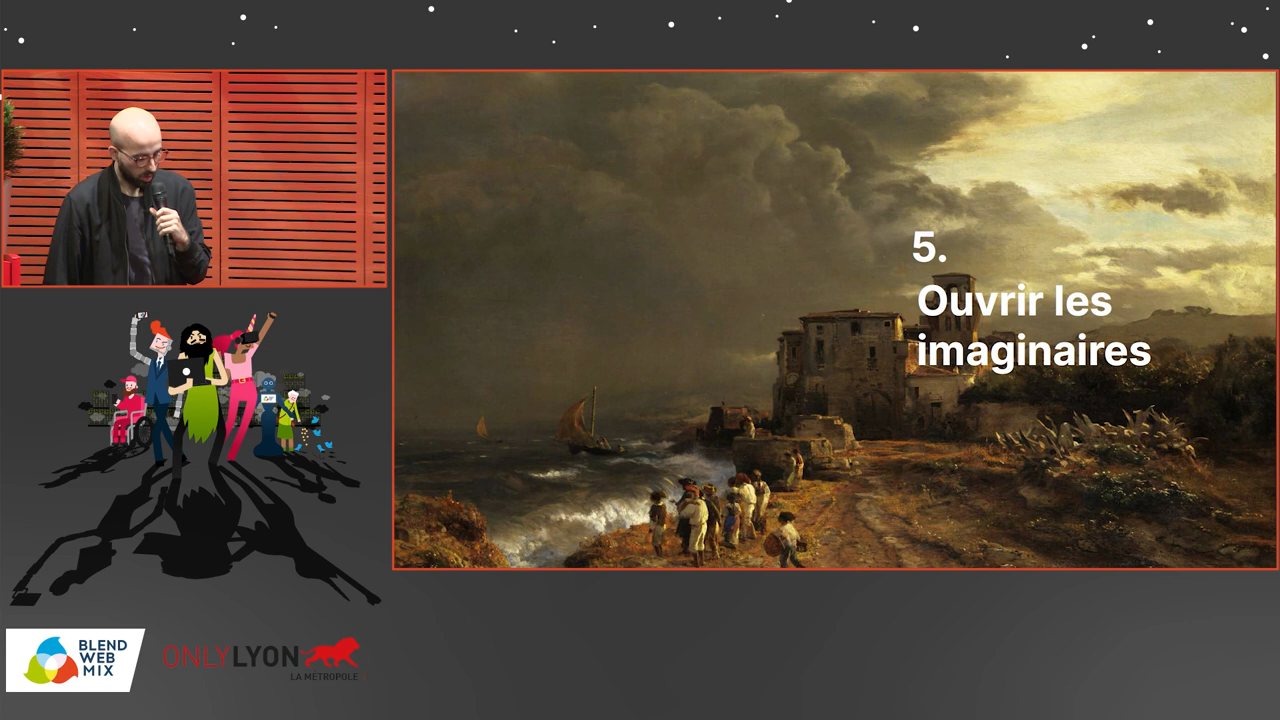 5.
Ouvrir les
imaginaires
BLEND
WEB
MIX
ONLYLYON
LA MÉTROPOLE